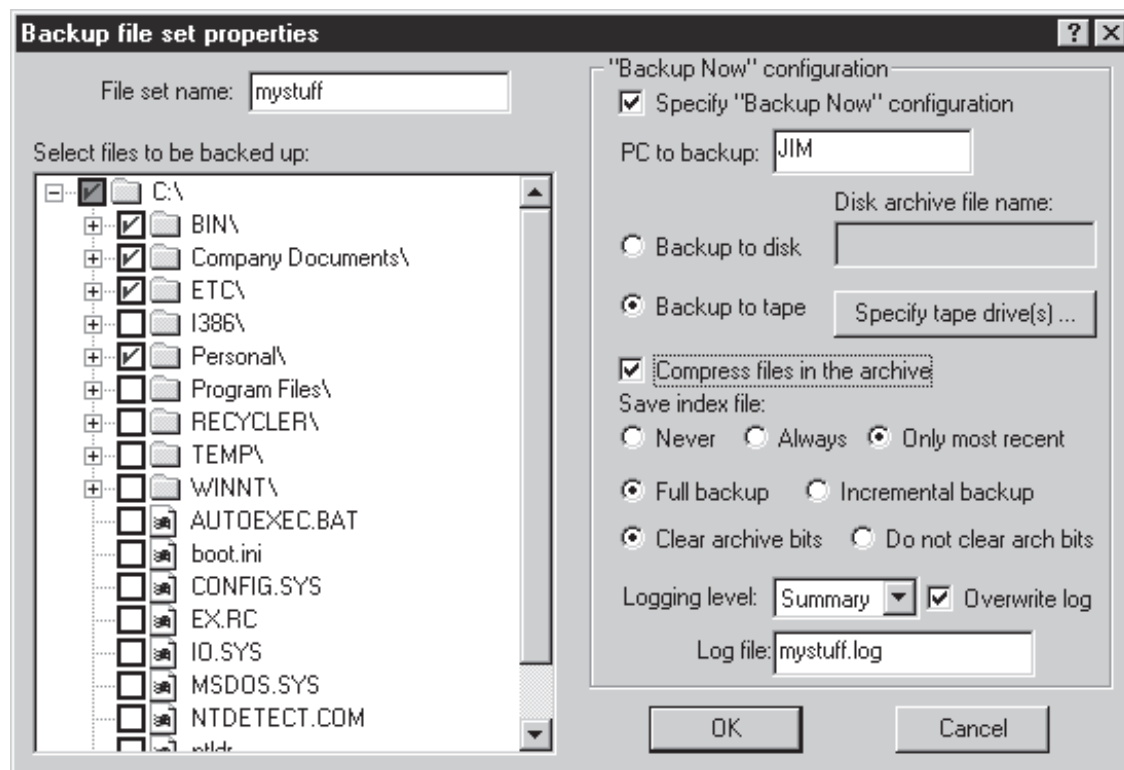 Backup file set properties
File set name: mystuff
Select files to be backed up:
C:\
BIN\
Company Documents\
ETC\
I386\
Personal\
Program Files\
RECYCLER\
TEMP\
WINNT\
AUTOEXEC.BAT
boot.ini
CONFIG.SYS
EX.RC
IO.SYS
MSDOS.SYS
NTDETECT.COM
ntldr
"Backup Now" configuration
Specify "Backup Now" configuration
PC to backup: JIM
Disk archive file name:
Backup to disk
Backup to tape Specify tape drive(s) ...
Compress files in the archive
Save index file:
Never Always Only most recent
Full backup Incremental backup
Clear archive bits Do not clear arch bits
Logging level: Summary Overwrite log
Log file: mystuff.log
OK Cancel